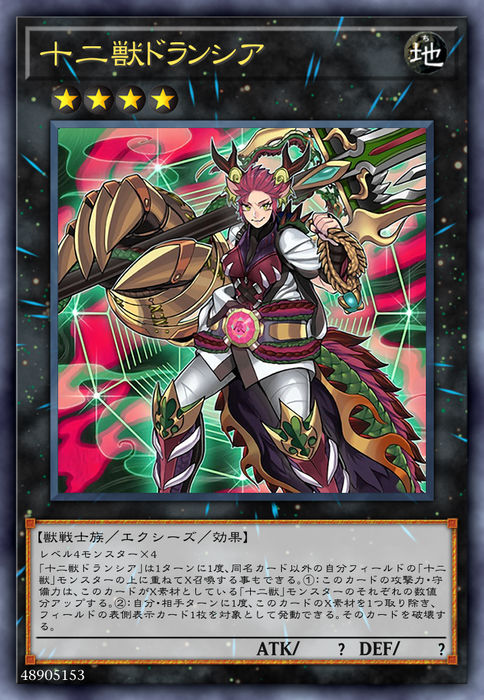 十二獣ドランシア
ち
地
【獣戦士族／エクシーズ／効果】
レベル4モンスター×4
「十二獣ドランシア」は1ターンに1度、同名カード以外の自分フィールドの「十二
獣」モンスターの上に重ねてX召喚する事もできる。①：このカードの攻撃力・守
備力は、このカードがX素材としている「十二獣」モンスターのそれぞれの数値
分アップする。②：自分・相手ターンに1度、このカードのX素材を1つ取り除き、
フィールドの表側表示カード1枚を対象として発動できる。そのカードを破壊す
る。
ATK/ ? DEF/ ?
48905153